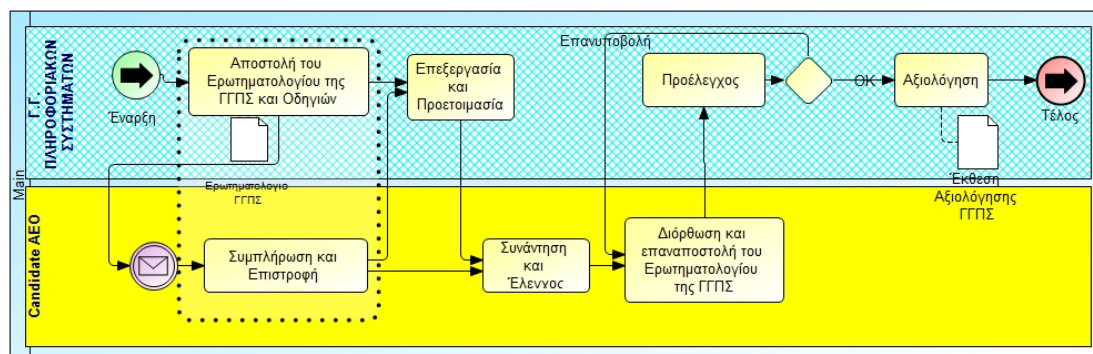 Main
Γ.Γ.
ΠΛΗΡΟΦΟΡΙΑΚΩΝ
ΣΥΣΤΗΜΑΤΩΝ
Έναρξη
Αποστολή του
Ερωτηματολογίου της
ΓΓΠΣ και Οδηγιών
Ερωτηματολογιο
ΓΓΠΣ
Επεξεργασία
και
Προετοιμασία
Επανυποβολή
Προέλεγχος
OK
Αξιολόγηση
Τέλος
Έκθεση
Αξιολόγησης
ΓΓΠΣ
Candidate AEO
Συμπλήρωση και
Επιστροφή
Συνάντηση
και
Έλεγχος
Διόρθωση και
επαναποστολή του
Ερωτηματολογίου
της ΓΓΠΣ